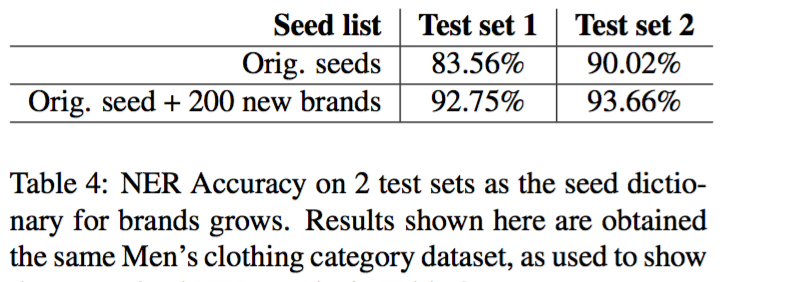 Seed list Test set 1 Test set 2
Orig. seeds 83.56% 90.02%
Orig. seed + 200 new brands 92.75% 93.66%
Table 4: NER Accuracy on 2 test sets as the seed dictio-
nary for brands grows. Results shown here are obtained
the same Men's clothing category dataset, as used to show